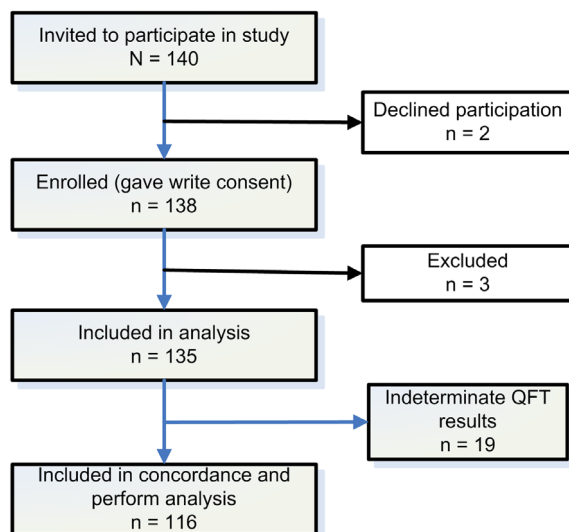 Invited to participate in study
N = 140
Declined participation
n = 2
Enrolled (gave write consent)
n = 138
Excluded
n = 3
Included in analysis
n = 135
Indeterminate QFT
results
n = 19
Included in concordance and
perform analysis
n = 116